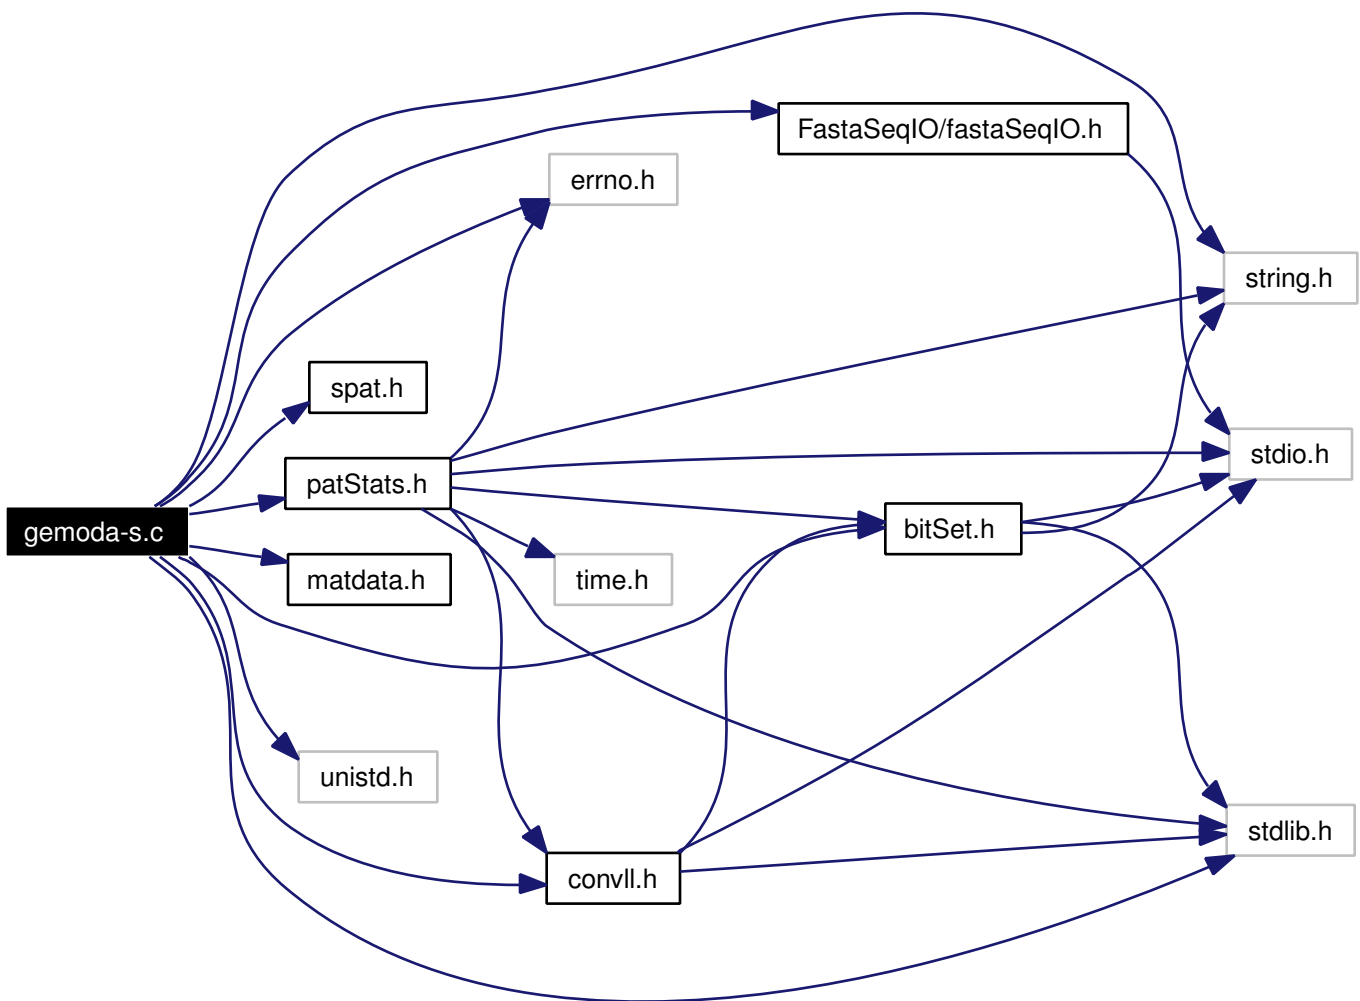 FastaSeqIO/fastaSeqIO.h
errno.h
string.h
spat.h
stdio.h
patStats.h
gemoda-s.c
bitSet.h
matdata.h
time.h
unistd.h
stdlib.h
convll.h